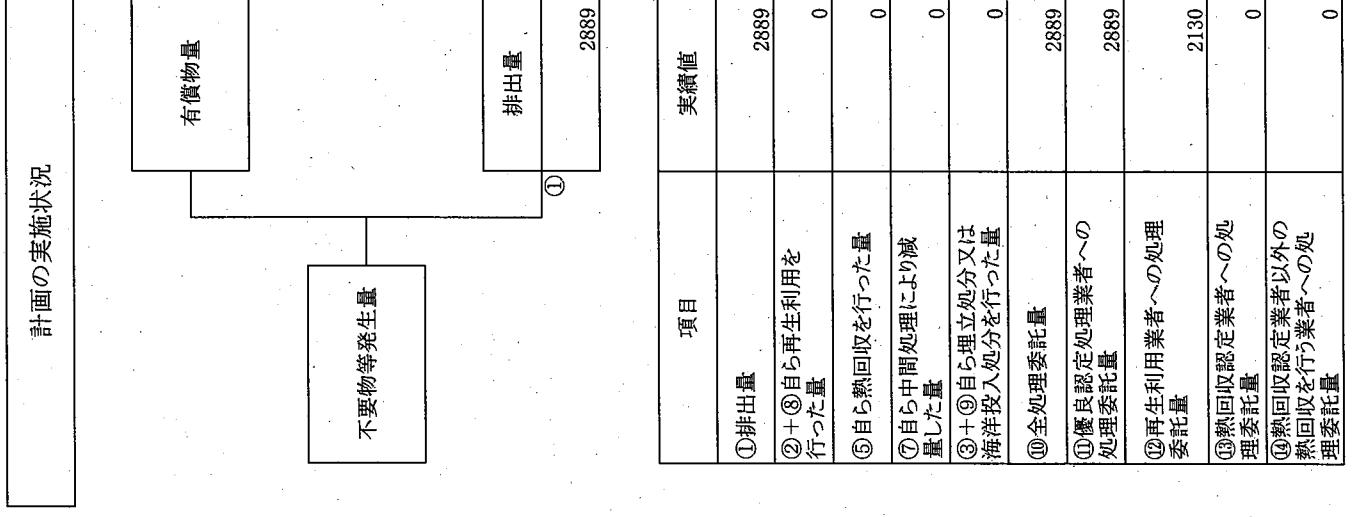 計画の実施状況
有償物量
不要物等発生量
排出量
①
2889
項目
実績値
①排出量
2889
②+⑧自ら再生利用を
行った量
0
⑤自ら熱回収を行った量
0
⑦自ら中間処理により減
量した量
0
③+⑨自ら埋立処分又は
海洋投入処分を行った量
0
⑩全処理委託量
2889
⑪優良認定処理業者への
処理委託量
2889
⑫再生利用業者への処理
委託量
2130
⑬熱回収認定業者への処
理委託量
0
⑭熱回収認定業者以外の
熱回収を行う業者への処
理委託量
0